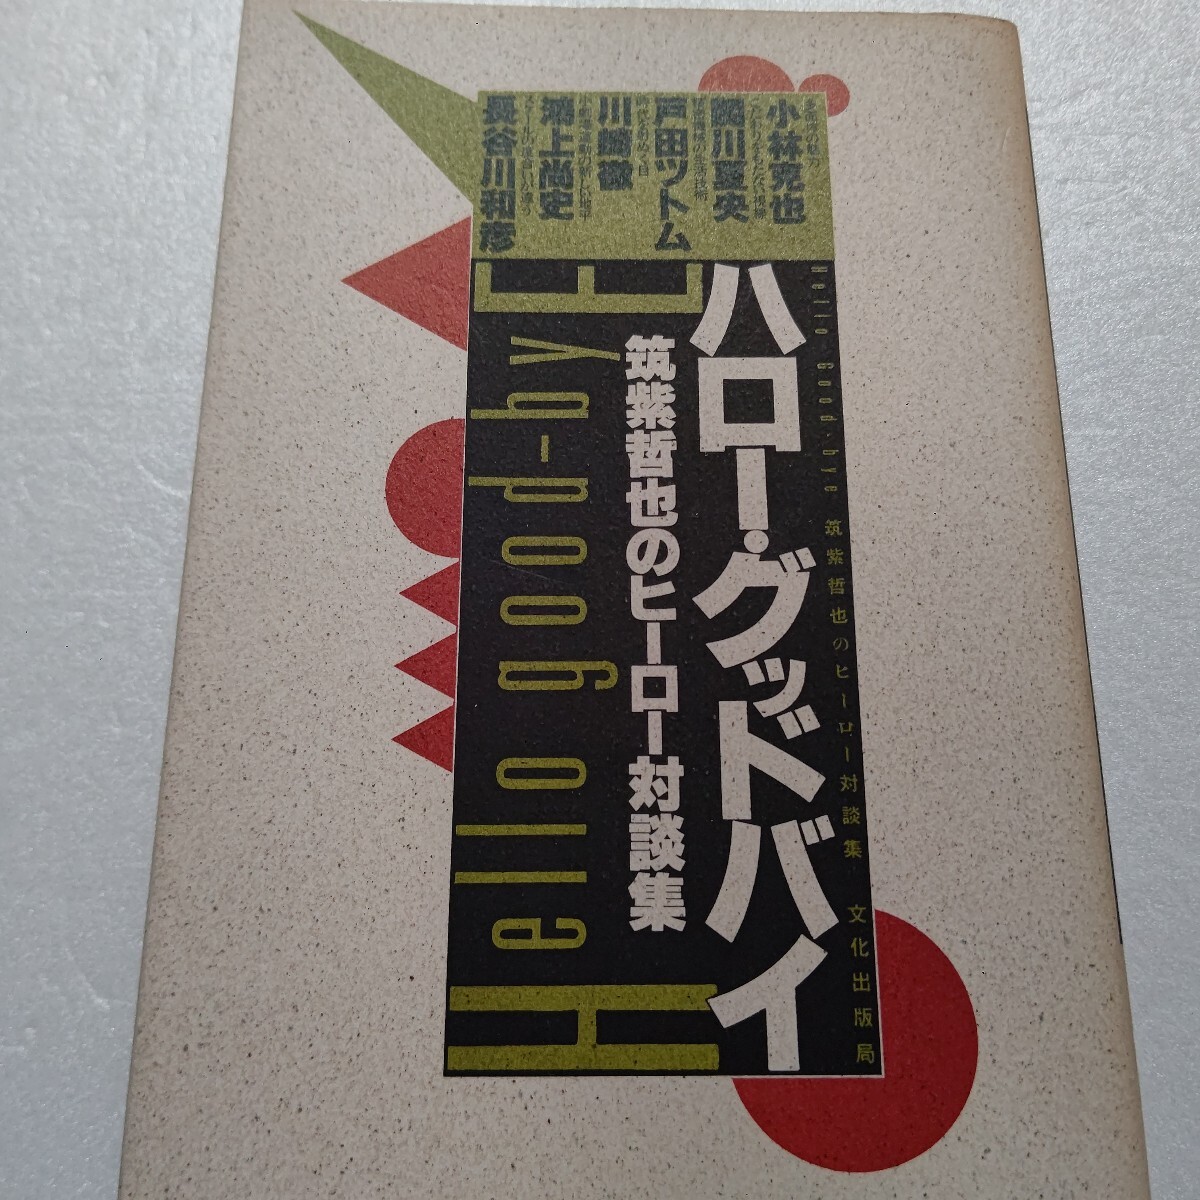 小林克也
関川夏央
戸田ツトム
川崎徹
鴻上尚史
長谷川和彦
Hello Good-bye 筑紫哲也のヒーロー対談集 文化出版局
ハロー・グッドバイ
筑紫哲也のヒーロー対談集
Hello good-byE